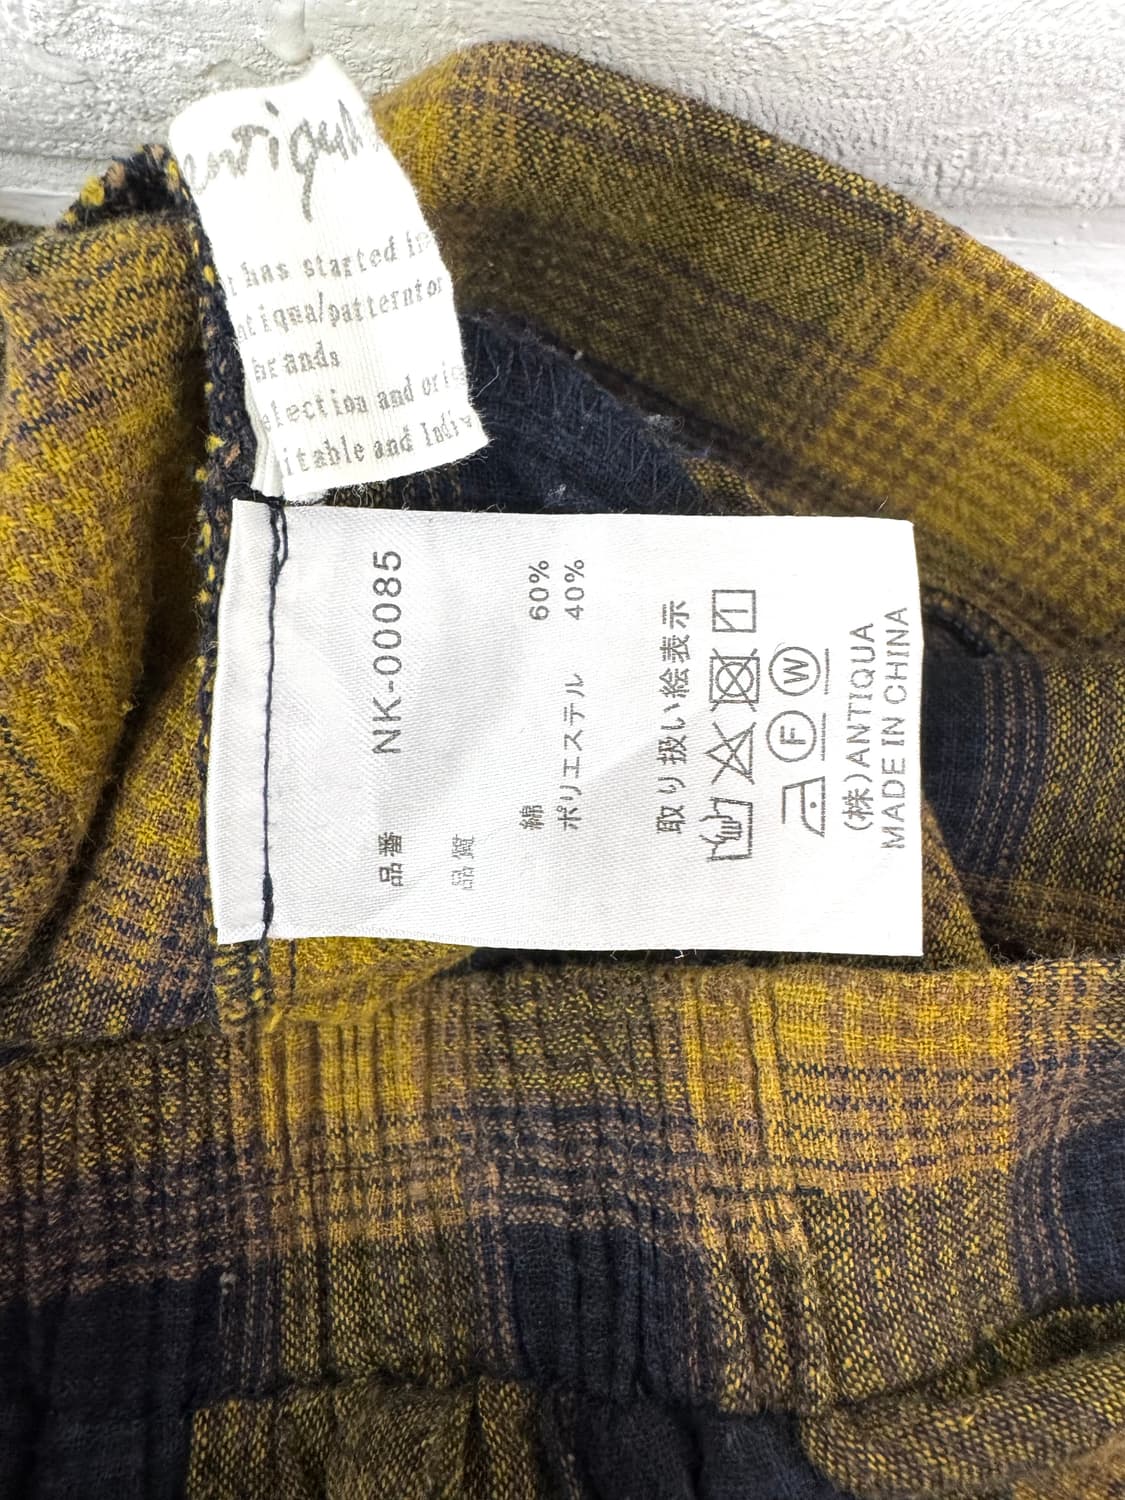 antiqua
t has started in
ntiqua/patternfor
brands
election and orig
itable and Indiv
品番 NK-00085
品質
綿 60%
ポリエステル 40%
取り扱い絵表示
F W
(株)ANTIQUA
MADE IN CHINA